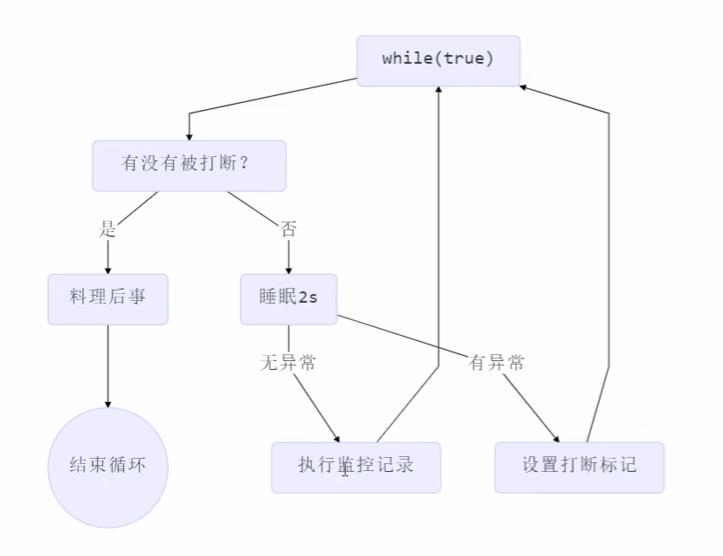 while(true)
有没有被打断?
是
否
料理后事
睡眠2s
无异常
有异常
结束循环
执行监控记录
设置打断标记